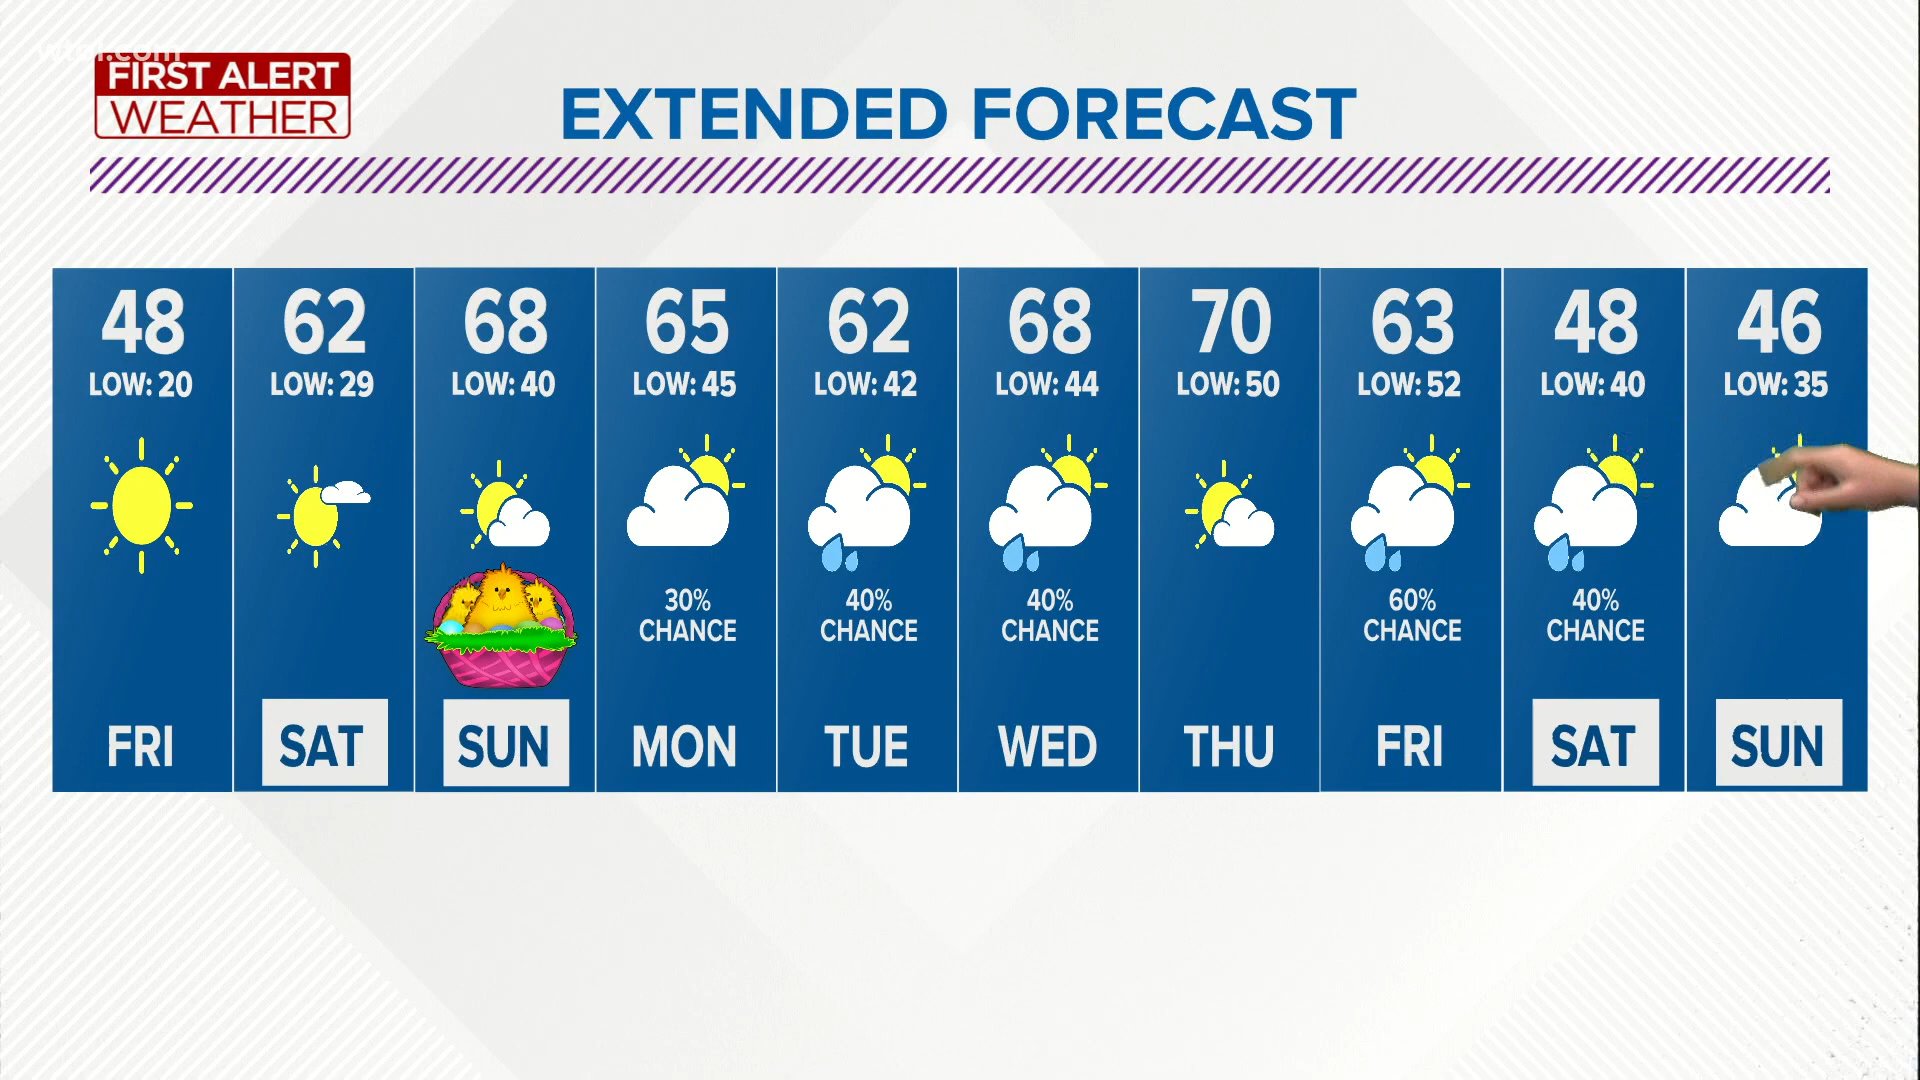 FIRST ALERT
WEATHER
EXTENDED FORECAST
48 62 68 65 62 68 70 63 48 46
LOW: 20 LOW: 29 LOW: 40 LOW: 45 LOW: 42 LOW: 44 LOW: 50 LOW: 52 LOW: 40 LOW: 35
30% 40% 40% 60% 40%
CHANCE CHANCE CHANCE CHANCE CHANCE
FRI SAT SUN MON TUE WED THU FRI SAT SUN